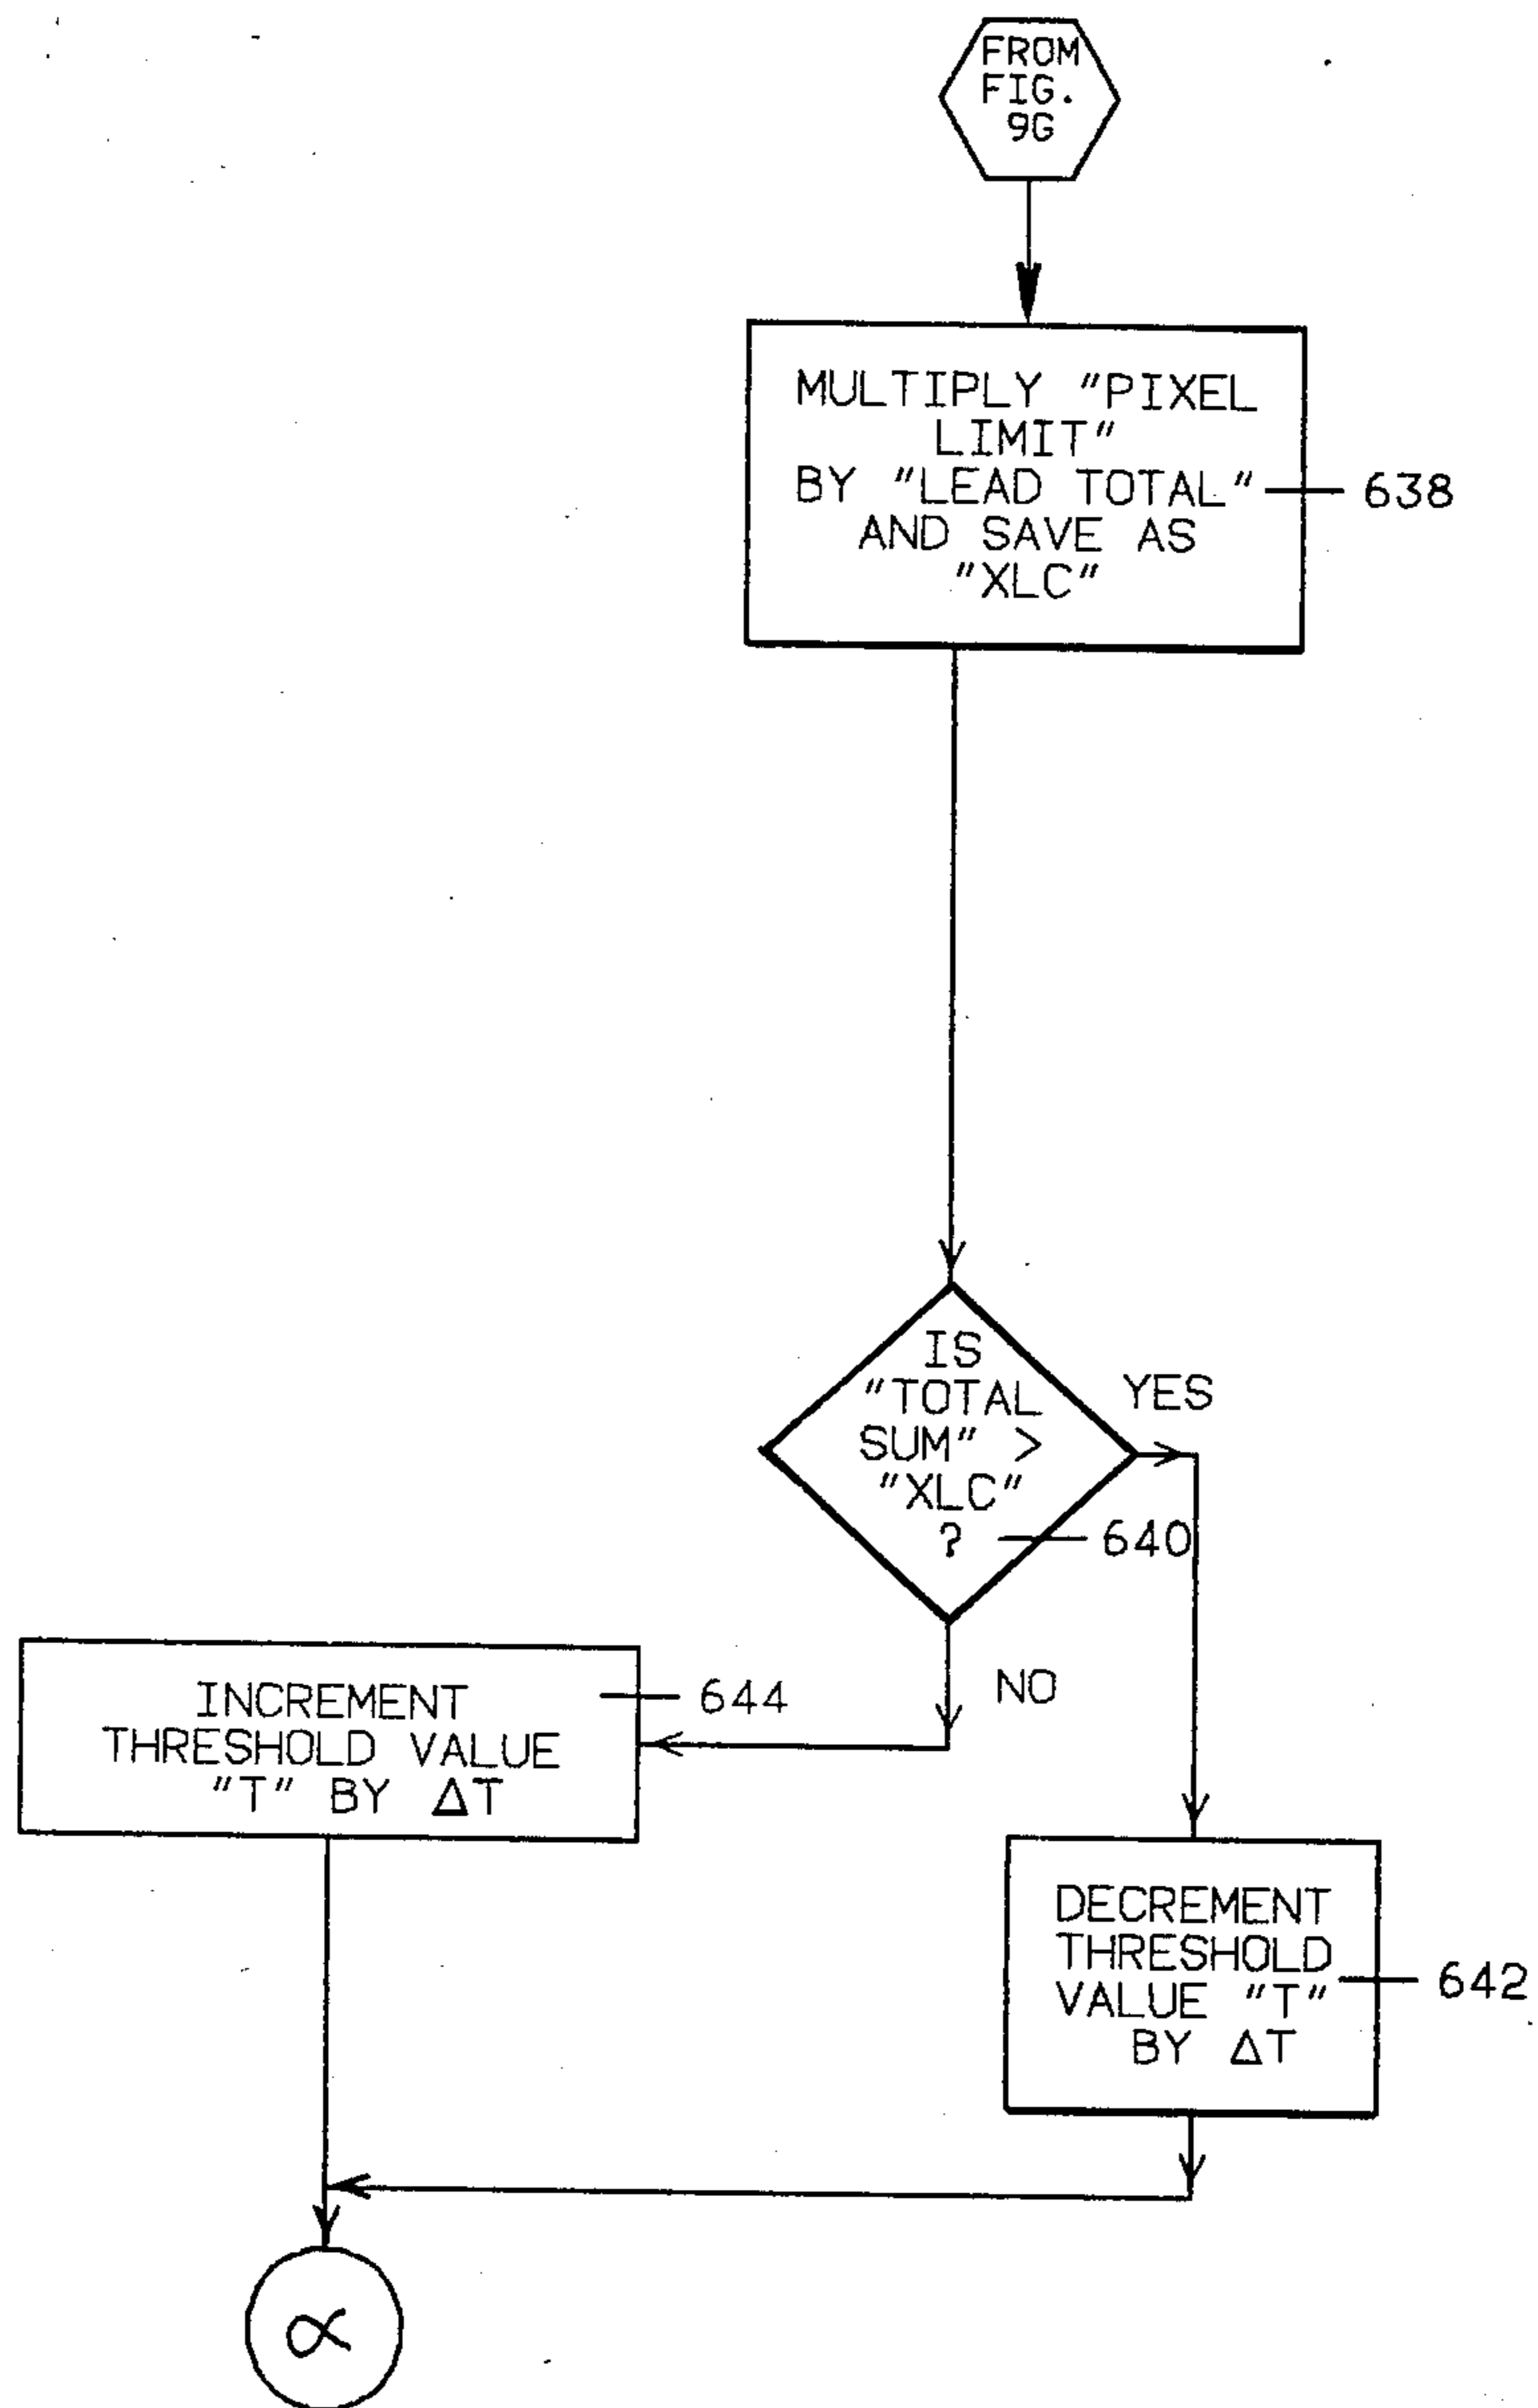 FROM
FIG.
9G
MULTIPLY "PIXEL
LIMIT"
BY "LEAD TOTAL"
AND SAVE AS
"XLC"
638
IS
"TOTAL
SUM" >
"XLC"
?
640
YES
NO
INCREMENT
THRESHOLD VALUE
"T" BY ΔT
644
DECREMENT
THRESHOLD
VALUE "T"
BY ΔT
642
∝